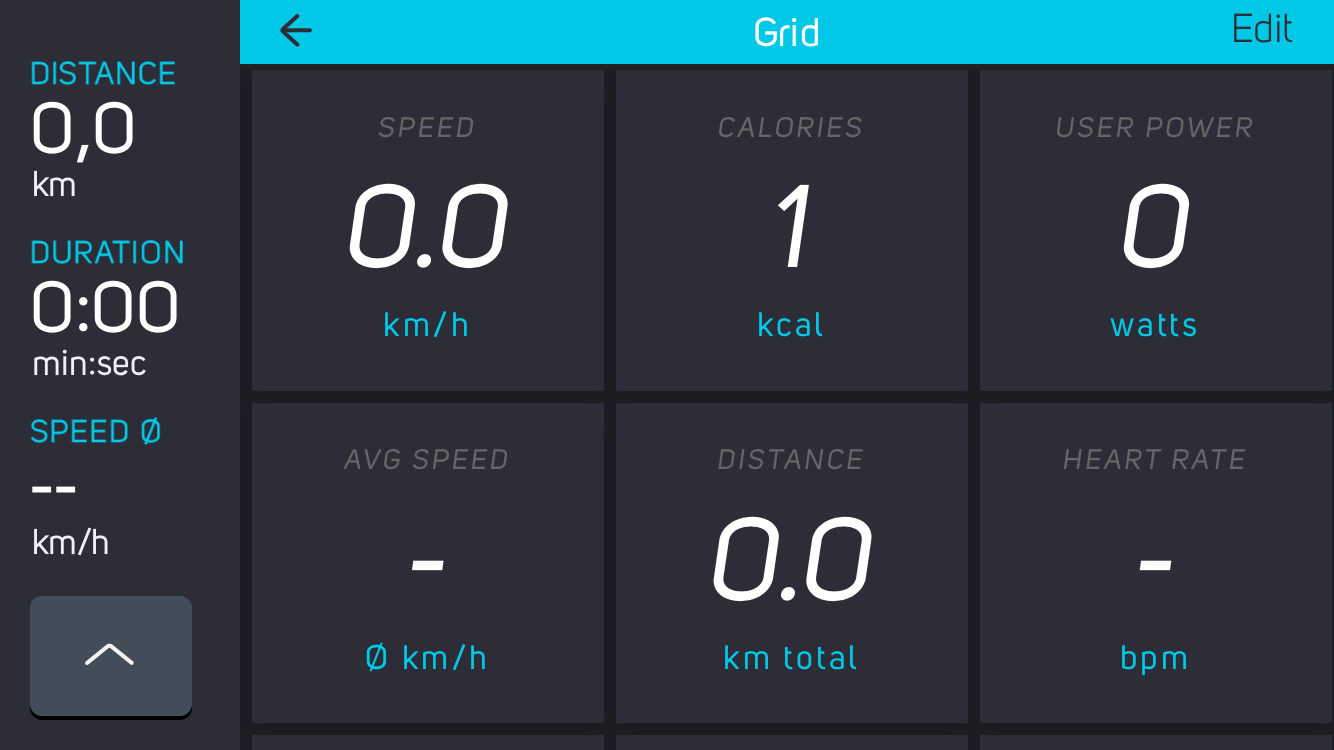 DISTANCE
0,0
km
DURATION
0:00
min:sec
SPEED Ø
--
km/h
Grid
Edit
SPEED
0.0
km/h
CALORIES
1
kcal
USER POWER
0
watts
AVG SPEED
-
Ø km/h
DISTANCE
0.0
km total
HEART RATE
-
bpm